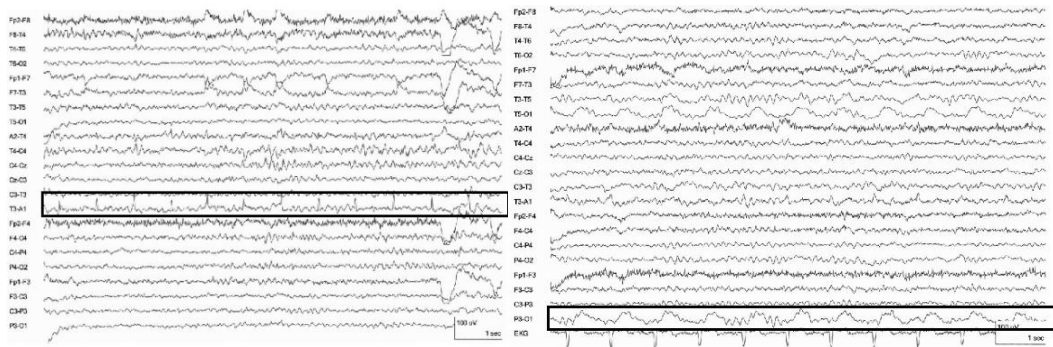 Fp2-F8
F8-T4
T4-T6
T6-O2
Fp1-F7
F7-T3
T3-T5
T5-O1
A2-T4
T4-C4
C4-Cz
Cz-C3
C3-T3
T3-A1
Fp2-F4
F4-C4
C4-P4
P4-O2
Fp1-F3
F3-C3
C3-P3
P3-O1
100 uV
1 sec
Fp2-F8
F8-T4
T4-T6
T6-O2
Fp1-F7
F7-T3
T3-T5
T5-O1
A2-T4
T4-C4
C4-Cz
Cz-C3
C3-T3
T3-A1
Fp2-F4
F4-C4
C4-P4
P4-O2
Fp1-F3
F3-C3
C3-P3
P3-O1
EKG
100 uV
1 sec